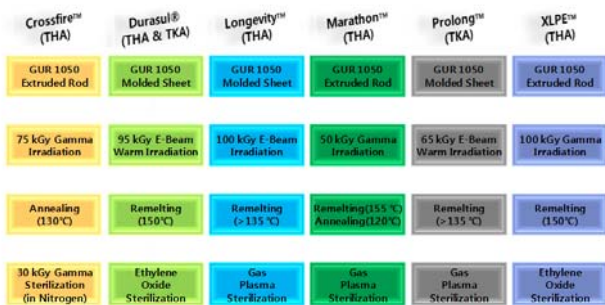 Crossfire™ (THA)
Durasul® (THA & TKA)
Longevity™ (THA)
Marathon™ (THA)
Prolong™ (TKA)
XLPE™ (THA)
GUR 1050
Extruded Rod
GUR 1050
Molded Sheet
GUR 1050
Molded Sheet
GUR 1050
Extruded Rod
GUR 1050
Molded Sheet
GUR 1050
Extruded Rod
75 kGy Gamma
Irradiation
95 kGy E-Beam
Warm Irradiation
100 kGy E-Beam
Irradiation
50 kGy Gamma
Irradiation
65 kGy E-Beam
Warm Irradiation
100 kGy Gamma
Irradiation
Annealing
(130℃)
Remelting
(150℃)
Remelting
(>135 ℃)
Remelting(155 ℃)
Annealing(120℃)
Remelting
(>135 ℃)
Remelting
(150℃)
30 kGy Gamma
Sterilization
(in Nitrogen)
Ethylene
Oxide
Sterilization
Gas
Plasma
Sterilization
Gas
Plasma
Sterilization
Gas
Plasma
Sterilization
Ethylene
Oxide
Sterilization